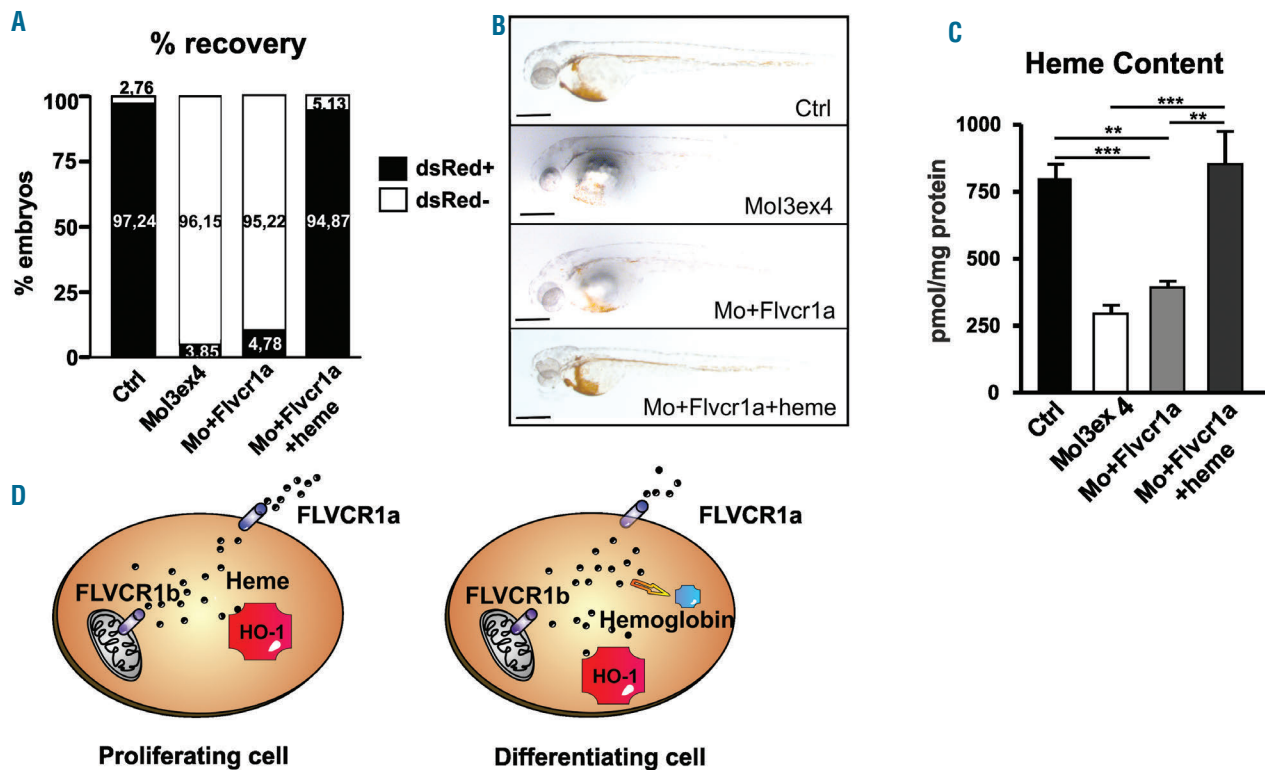 A
% recovery
% embryos
100
75
50
25
0
2,76
97,24
96,15
3,85
95,22
4,78
5,13
94,87
Ctrl
Mol3ex4
Mo+Flvcr1a
Mo+Flvcr1a
+heme
dsRed+
dsRed-
B
Ctrl
Mol3ex4
Mo+Flvcr1a
Mo+Flvcr1a+heme
C
Heme Content
pmol/mg protein
1000
750
500
250
0
***
**
**
***
Ctrl
Mol3ex 4
Mo+Flvcr1a
Mo+Flvcr1a
+heme
D
FLVCR1a
FLVCR1b
Heme
HO-1
Proliferating cell
FLVCR1a
FLVCR1b
Hemoglobin
HO-1
Differentiating cell